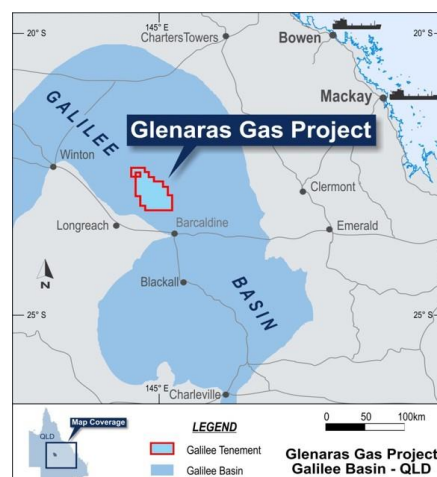 145°E
20°S
20°S
Charters Towers
Bowen
Mackay
GALILEE
Glenaras Gas Project
Winton
Clermont
Longreach
Barcaldine
Emerald
Blackall
N
BASIN
25°S
25°S
145°E
Charleville
Map Coverage
QLD
LEGEND
Galilee Tenement
Galilee Basin
0 50 100km
Glenaras Gas Project
Galilee Basin - QLD